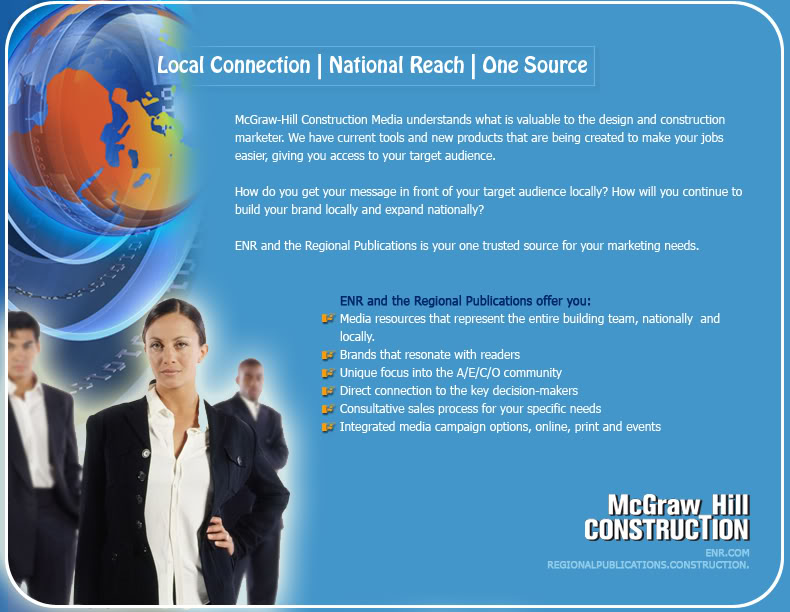 Local Connection | National Reach | One Source
McGraw-Hill Construction Media understands what is valuable to the design and construction
marketer. We have current tools and new products that are being created to make your jobs
easier, giving you access to your target audience.
How do you get your message in front of your target audience locally? How will you continue to
build your brand locally and expand nationally?
ENR and the Regional Publications is your one trusted source for your marketing needs.
ENR and the Regional Publications offer you:
Media resources that represent the entire building team, nationally and
locally.
Brands that resonate with readers
Unique focus into the A/E/C/O community
Direct connection to the key decision-makers
Consultative sales process for your specific needs
Integrated media campaign options, online, print and events
McGraw Hill
CONSTRUCTION
ENR.COM
REGIONALPUBLICATIONS.CONSTRUCTION.